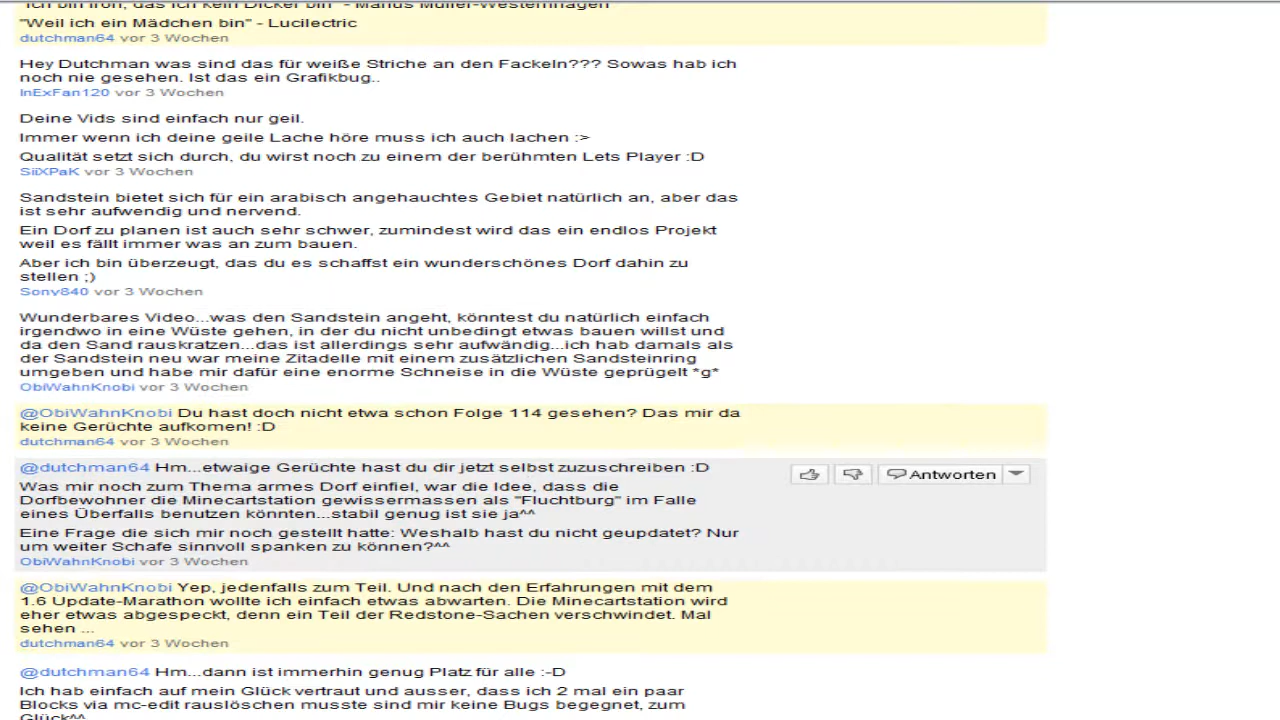 "Ich bin froh, das ich kein Dicker bin" - Marius Müller-Westernhagen"
"Weil ich ein Mädchen bin" - Lucilectric
dutchman64 vor 3 Wochen
Hey Dutchman was sind das für weiße Striche an den Fackeln??? Sowas hab ich
noch nie gesehen. Ist das ein Grafikbug..
InExFan120 vor 3 Wochen
Deine Vids sind einfach nur geil.
Immer wenn ich deine geile Lache höre muss ich auch lachen :>
Qualität setzt sich durch, du wirst noch zu einem der berühmten Lets Player :D
SiiXPaK vor 3 Wochen
Sandstein bietet sich für ein arabisch angehauchtes Gebiet natürlich an, aber das
ist sehr aufwendig und nervend.
Ein Dorf zu planen ist auch sehr schwer, zumindest wird das ein endlos Projekt
weil es fällt immer was an zum bauen.
Aber ich bin überzeugt, das du es schaffst ein wunderschönes Dorf dahin zu
stellen ;)
Sony840 vor 3 Wochen
Wunderbares Video...was den Sandstein angeht, könntest du natürlich einfach
irgendwo in eine Wüste gehen, in der du nicht unbedingt etwas bauen willst und
da den Sand rauskratzen...das ist allerdings sehr aufwändig...ich hab damals als
der Sandstein neu war meine Zitadelle mit einem zusätzlichen Sandsteinring
umgeben und habe mir dafür eine enorme Schneise in die Wüste geprügelt *g*
ObiWahnKnobi vor 3 Wochen
@ObiWahnKnobi Du hast doch nicht etwa schon Folge 114 gesehen? Das mir da
keine Gerüchte aufkomen! :D
dutchman64 vor 3 Wochen
@dutchman64 Hm...etwaige Gerüchte hast du dir jetzt selbst zuzuschreiben :D
Antworten
Was mir noch zum Thema armes Dorf einfiel, war die Idee, dass die
Dorfbewohner die Minecartstation gewissermassen als "Fluchtburg" im Falle
eines Überfalls benutzen könnten...stabil genug ist sie ja^^
Eine Frage die sich mir noch gestellt hatte: Weshalb hast du nicht geupdatet? Nur
um weiter Schafe sinnvoll spanken zu können?^^
ObiWahnKnobi vor 3 Wochen
@ObiWahnKnobi Yep, jedenfalls zum Teil. Und nach den Erfahrungen mit dem
1.6 Update-Marathon wollte ich einfach etwas abwarten. Die Minecartstation wird
eher etwas abgespeckt, denn ein Teil der Redstone-Sachen verschwindet. Mal
sehen ...
dutchman64 vor 3 Wochen
@dutchman64 Hm...dann ist immerhin genug Platz für alle :-D
Ich hab einfach auf mein Glück vertraut und ausser, dass ich 2 mal ein paar
Blocks via mc-edit rauslöschen musste sind mir keine Bugs begegnet, zum
Glück^^